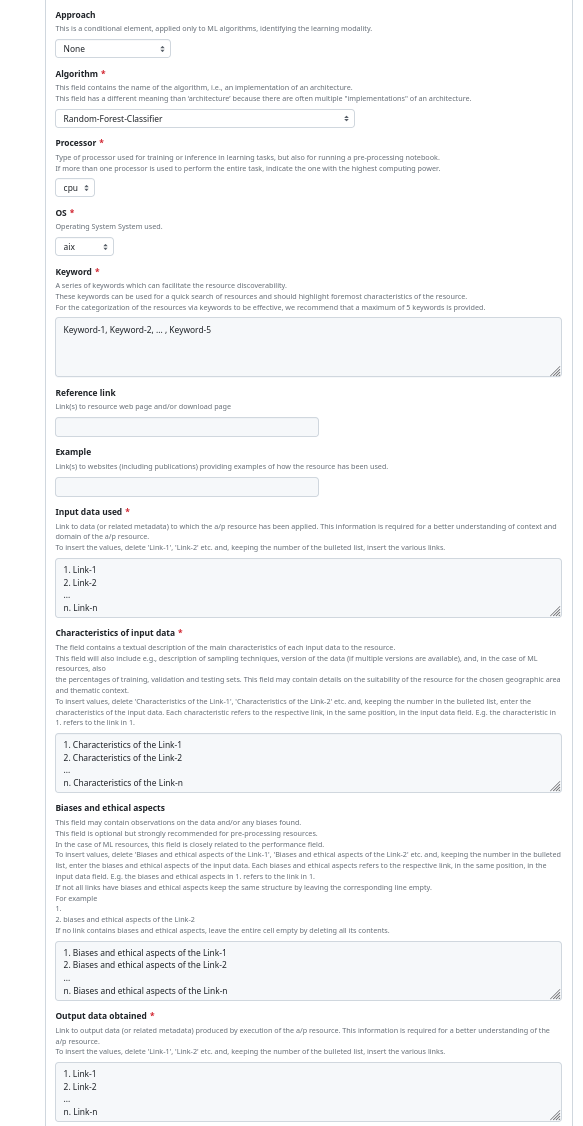 Approach
This is a conditional element, applied only to ML algorithms, identifying the learning modality.
None
Algorithm *
This field contains the name of the algorithm, i.e., an implementation of an architecture.
This field has a different meaning than 'architecture' because there are often multiple "implementations" of an architecture.
Random-Forest-Classifier
Processor *
Type of processor used for training or inference in learning tasks, but also for running a pre-processing notebook.
If more than one processor is used to perform the entire task, indicate the one with the highest computing power.
cpu
OS *
Operating System System used.
aix
Keyword *
A series of keywords which can facilitate the resource discoverability.
These keywords can be used for a quick search of resources and should highlight foremost characteristics of the resource.
For the categorization of the resources via keywords to be effective, we recommend that a maximum of 5 keywords is provided.
Keyword-1, Keyword-2, ... , Keyword-5
Reference link
Link(s) to resource web page and/or download page
Example
Link(s) to websites (including publications) providing examples of how the resource has been used.
Input data used *
Link to data (or related metadata) to which the a/p resource has been applied. This information is required for a better understanding of context and
domain of the a/p resource.
To insert the values, delete 'Link-1', 'Link-2' etc. and, keeping the number of the bulleted list, insert the various links.
1. Link-1
2. Link-2
...
n. Link-n
Characteristics of input data *
The field contains a textual description of the main characteristics of each input data to the resource.
This field will also include e.g., description of sampling techniques, version of the data (if multiple versions are available), and, in the case of ML
resources, also
the percentages of training, validation and testing sets. This field may contain details on the suitability of the resource for the chosen geographic area
and thematic context.
To insert values, delete 'Characteristics of the Link-1', 'Characteristics of the Link-2' etc. and, keeping the number in the bulleted list, enter the
characteristics of the input data. Each characteristic refers to the respective link, in the same position, in the input data field. E.g. the characteristic in
1. refers to the link in 1.
1. Characteristics of the Link-1
2. Characteristics of the Link-2
...
n. Characteristics of the Link-n
Biases and ethical aspects
This field may contain observations on the data and/or any biases found.
This field is optional but strongly recommended for pre-processing resources.
In the case of ML resources, this field is closely related to the performance field.
To insert values, delete 'Biases and ethical aspects of the Link-1', 'Biases and ethical aspects of the Link-2' etc. and, keeping the number in the bulleted
list, enter the biases and ethical aspects of the input data. Each biases and ethical aspects refers to the respective link, in the same position, in the
input data field. E.g. the biases and ethical aspects in 1. refers to the link in 1.
If not all links have biases and ethical aspects keep the same structure by leaving the corresponding line empty.
For example
1.
2. biases and ethical aspects of the Link-2
If no link contains biases and ethical aspects, leave the entire cell empty by deleting all its contents.
1. Biases and ethical aspects of the Link-1
2. Biases and ethical aspects of the Link-2
...
n. Biases and ethical aspects of the Link-n
Output data obtained *
Link to output data (or related metadata) produced by execution of the a/p resource. This information is required for a better understanding of the
a/p resource.
To insert the values, delete 'Link-1', 'Link-2' etc. and, keeping the number of the bulleted list, insert the various links.
1. Link-1
2. Link-2
...
n. Link-n